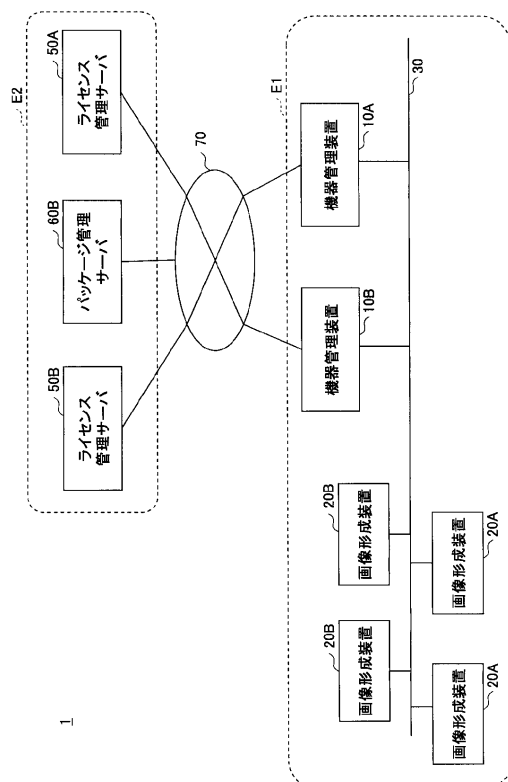 1
E2
50B
ライセンス
管理サーバ
60B
パッケージ管理
サーバ
50A
ライセンス
管理サーバ
70
E1
20B
画像形成装置
20B
画像形成装置
10B
機器管理装置
10A
機器管理装置
30
20A
画像形成装置
20A
画像形成装置